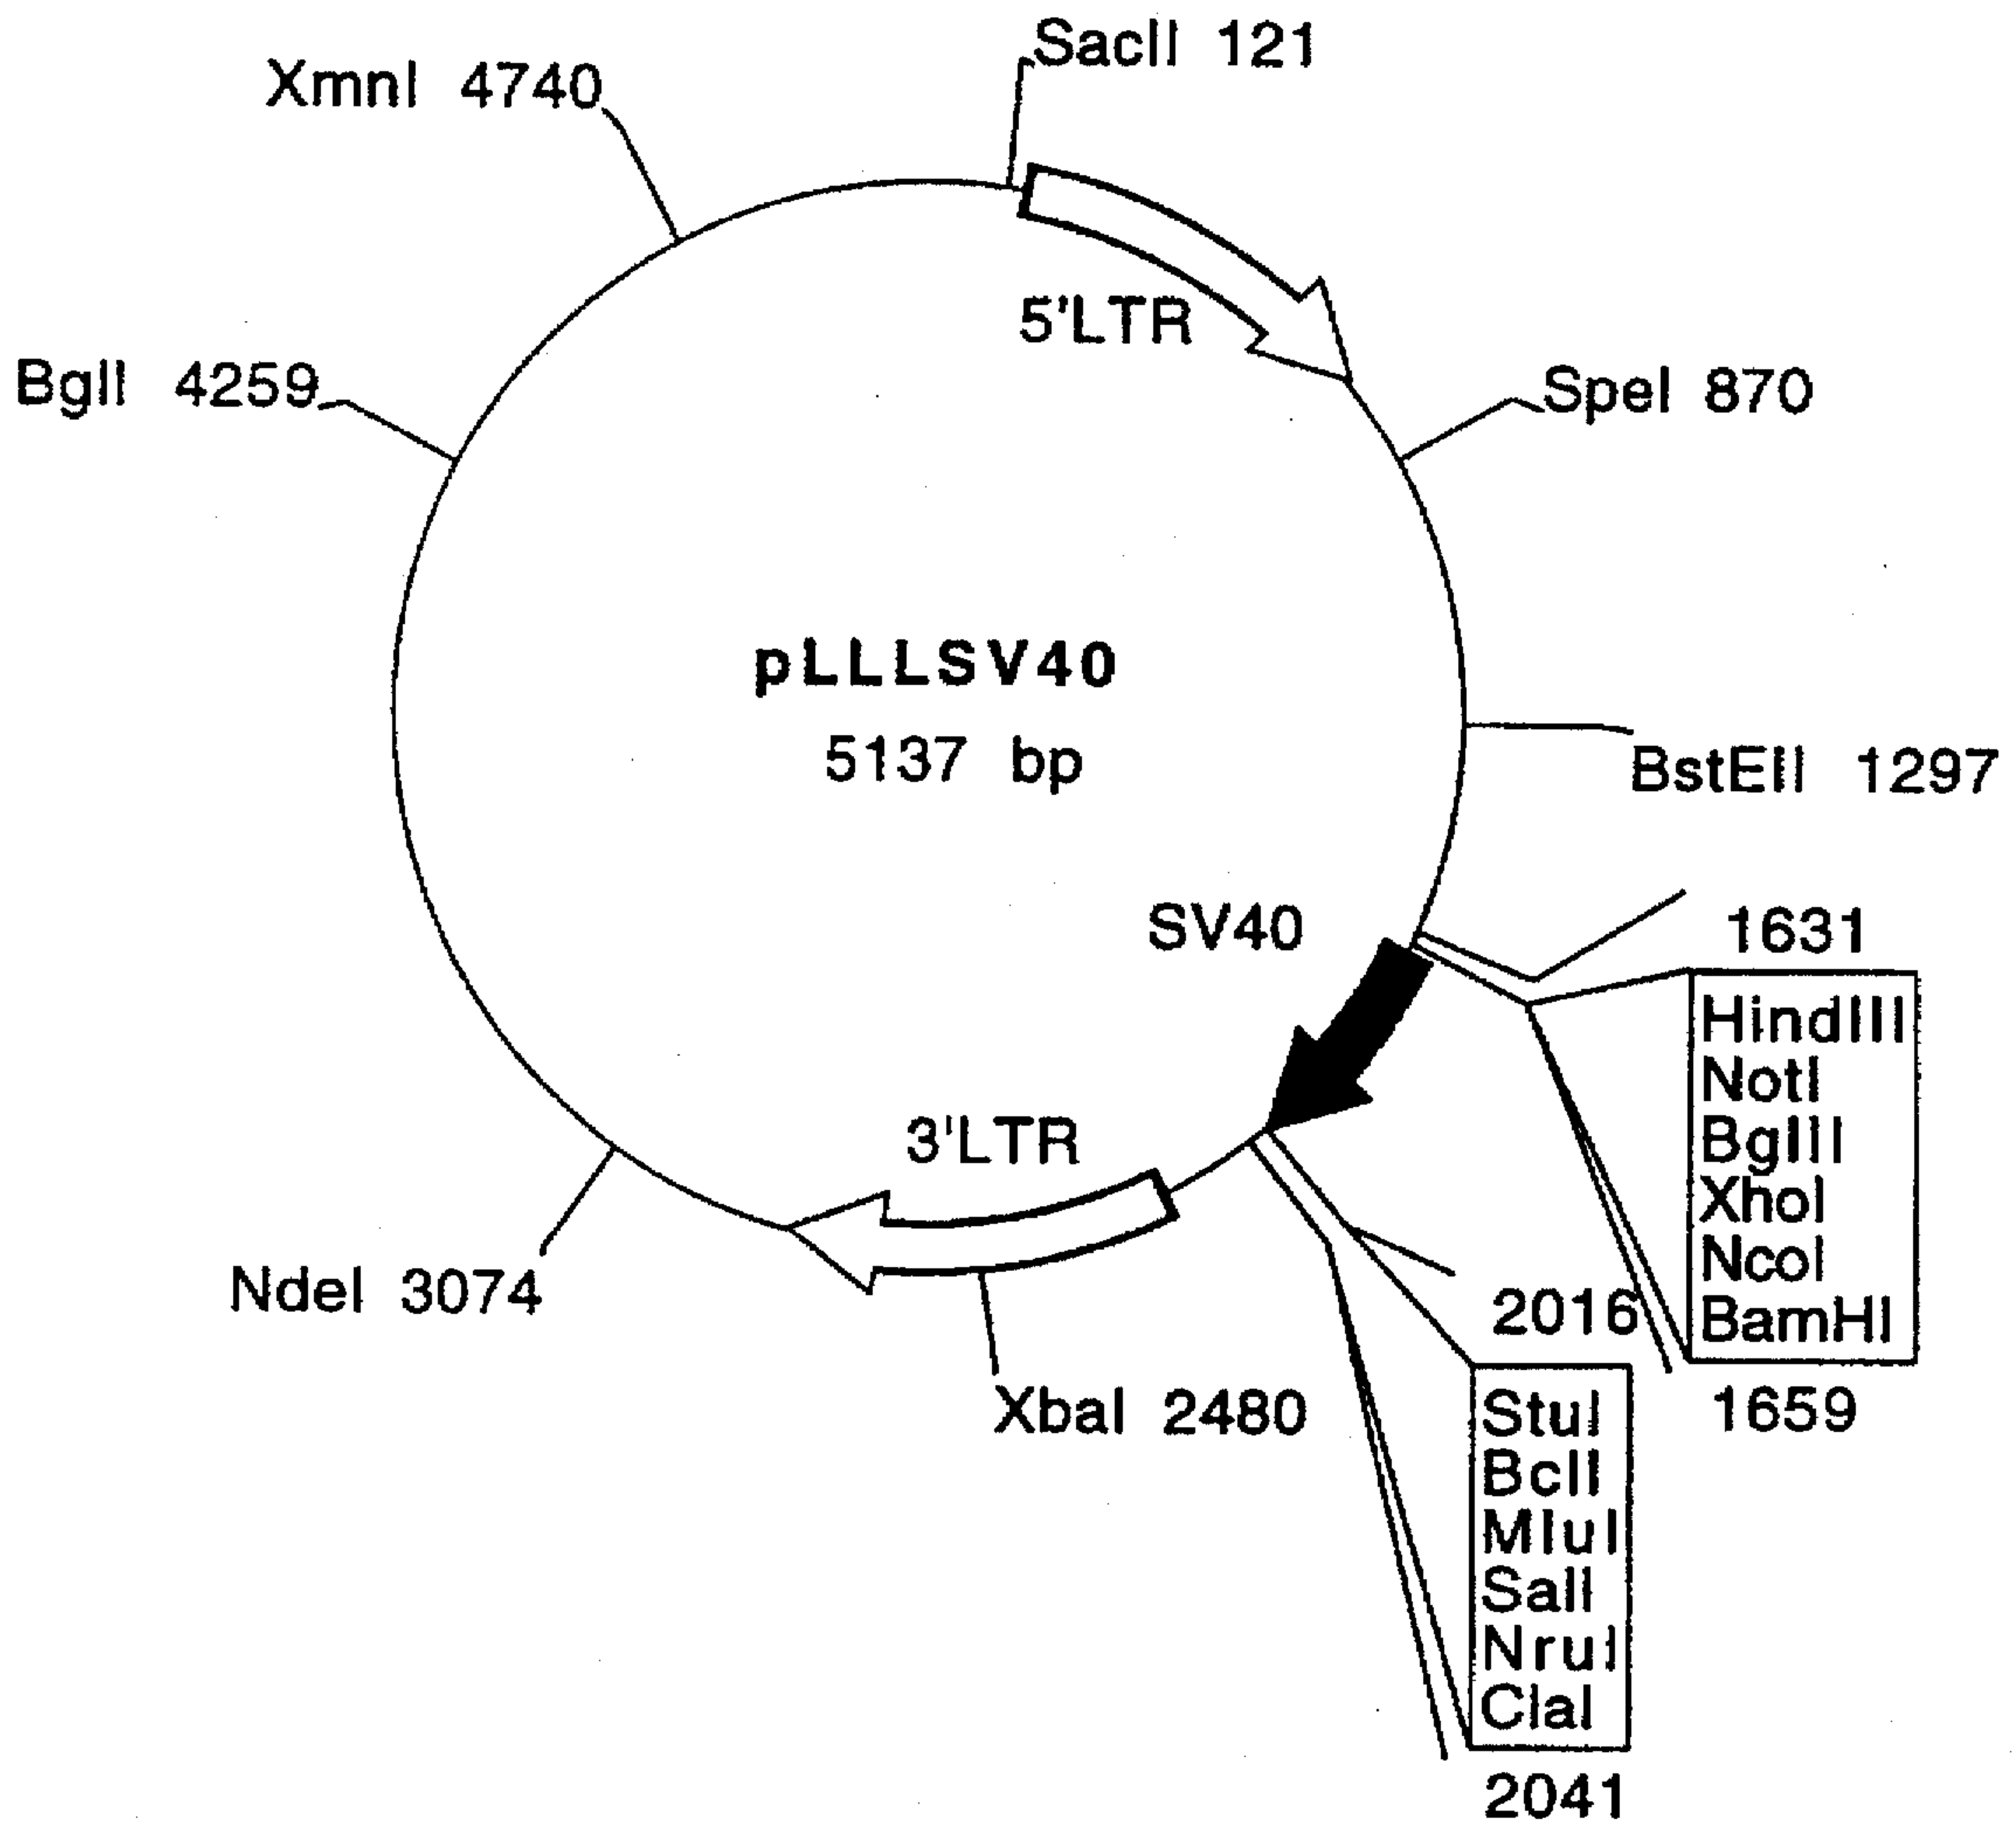 SacII 121
XmnI 4740
5'LTR
BglI 4259
SpeI 870
pLLLSV40
5137 bp
BstEII 1297
SV40
1631
HindIII
NotI
BglII
XhoI
NcoI
BamHI
1659
3'LTR
NdeI 3074
2016
XbaI 2480
StuI
BclI
MluI
SalI
NruI
ClaI
2041